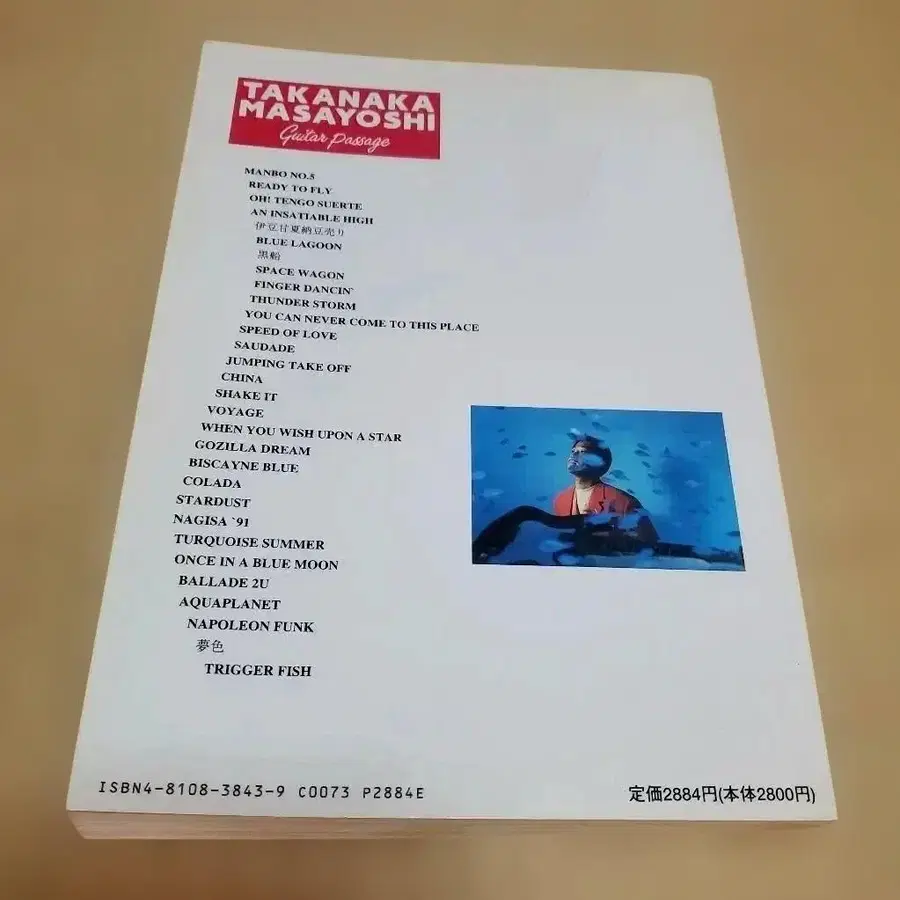 TAKANAKA
MASAYOSHI
Guitar Passage
MANBO NO.5
READY TO FLY
OH! TENGO SUERTE
AN INSATIABLE HIGH
伊豆甘夏納豆売り
BLUE LAGOON
黒船
SPACE WAGON
FINGER DANCIN`
THUNDER STORM
YOU CAN NEVER COME TO THIS PLACE
SPEED OF LOVE
SAUDADE
JUMPING TAKE OFF
CHINA
SHAKE IT
VOYAGE
WHEN YOU WISH UPON A STAR
GOZILLA DREAM
BISCAYNE BLUE
COLADA
STARDUST
NAGISA `91
TURQUOISE SUMMER
ONCE IN A BLUE MOON
BALLADE 2U
AQUAPLANET
NAPOLEON FUNK
夢色
TRIGGER FISH
ISBN4-8108-3843-9 C0073 P2884E
定価2884円(本体2800円)